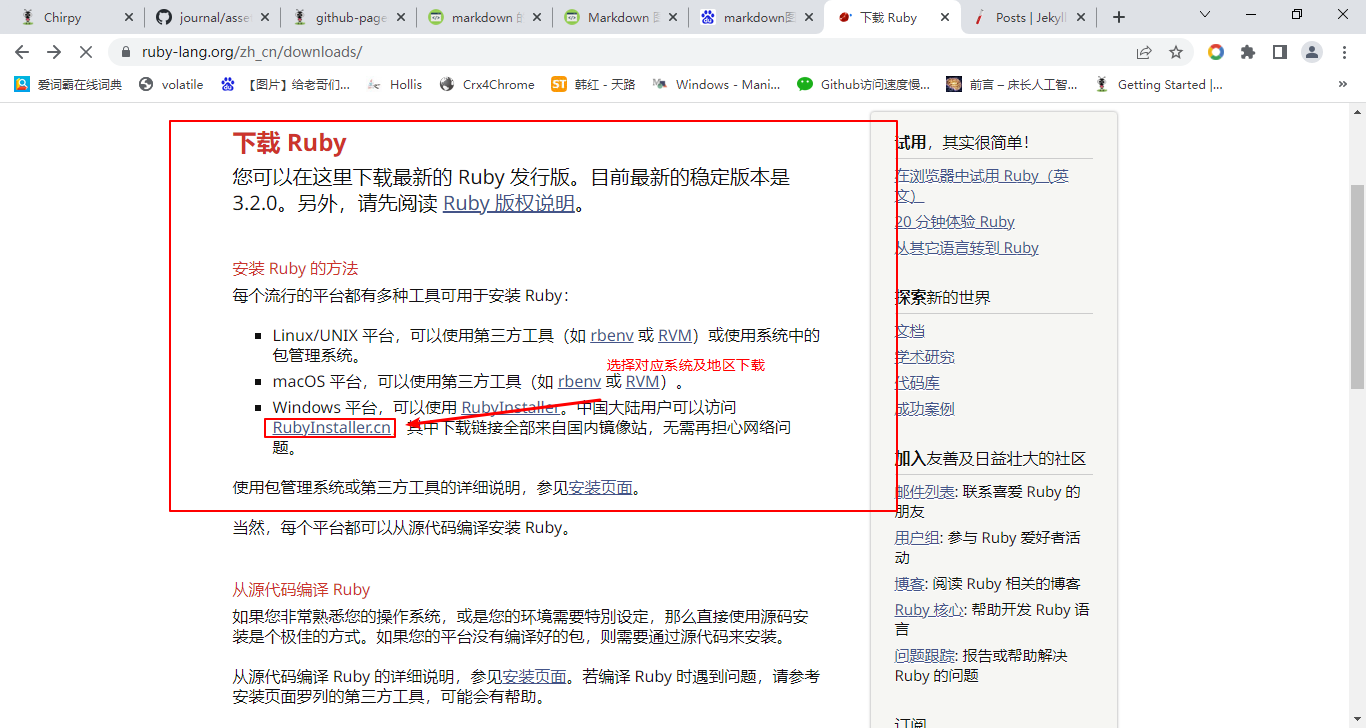 Chirpy
journal/asse
github-page
markdown 的
Markdown 图
markdown图
下载 Ruby
Posts | Jekyll
ruby-lang.org/zh_cn/downloads/
爱词霸在线词典
volatile
【图片】给老哥们...
Hollis
Crx4Chrome
ST
韩红 - 天路
Windows - Mani...
Github访问速度慢...
前言 – 床长人工智...
Getting Started |...
»
下载 Ruby
您可以在这里下载最新的 Ruby 发行版。目前最新的稳定版本是
3.2.0。另外，请先阅读 Ruby 版权说明。
安装 Ruby 的方法
每个流行的平台都有多种工具可用于安装 Ruby：
Linux/UNIX 平台，可以使用第三方工具（如 rbenv 或 RVM）或使用系统中的
包管理系统。
选择对应系统及地区下载
macOS 平台，可以使用第三方工具（如 rbenv 或 RVM）。
Windows 平台，可以使用 RubyInstaller。中国大陆用户可以访问
RubyInstaller.cn，其中下载链接全部来自国内镜像站，无需再担心网络问
题。
使用包管理系统或第三方工具的详细说明，参见安装页面。
当然，每个平台都可以从源代码编译安装 Ruby。
从源代码编译 Ruby
如果您非常熟悉您的操作系统，或是您的环境需要特别设定，那么直接使用源码安
装是个极佳的方式。如果您的平台没有编译好的包，则需要通过源代码来安装。
从源代码编译 Ruby 的详细说明，参见安装页面。若编译 Ruby 时遇到问题，请参考
安装页面罗列的第三方工具，可能会有帮助。
试用，其实很简单！
在浏览器中试用 Ruby（英
文）
20 分钟体验 Ruby
从其它语言转到 Ruby
探索新的世界
文档
学术研究
代码库
成功案例
加入友善及日益壮大的社区
邮件列表: 联系喜爱 Ruby 的
朋友
用户组: 参与 Ruby 爱好者活
动
博客: 阅读 Ruby 相关的博客
Ruby 核心: 帮助开发 Ruby 语
言
问题跟踪: 报告或帮助解决
Ruby 的问题
订阅